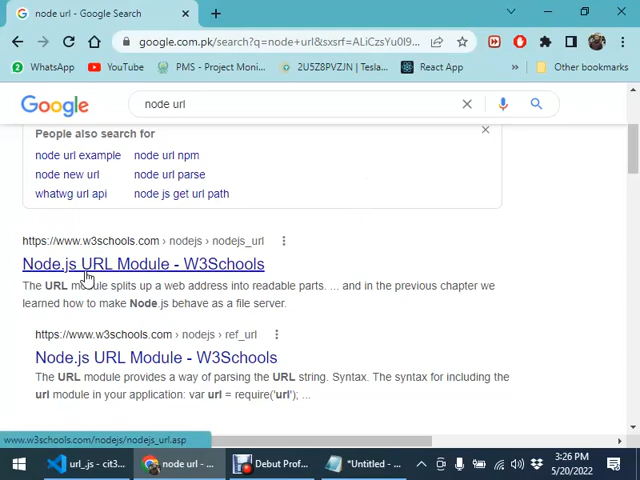 node url - Google Search
google.com.pk/search?q=node+url&sxsrf=ALiCzsYu0l9...
WhatsApp
YouTube
PMS - Project Moni...
2U5Z8PVZJN | Tesla...
React App
»
Other bookmarks
Google
node url
People also search for
node url example
node url npm
node new url
node url parse
whatwg url api
node js get url path
https://www.w3schools.com › nodejs › nodejs_url
Node.js URL Module - W3Schools
The URL module splits up a web address into readable parts. ... and in the previous chapter we
learned how to make Node.js behave as a file server.
https://www.w3schools.com › nodejs › ref_url
Node.js URL Module - W3Schools
The URL module provides a way of parsing the URL string. Syntax. The syntax for including the
url module in your application: var url = require('url'); ...
www.w3schools.com/nodejs/nodejs_url.asp
url_js - cit3...
node url - ...
Debut Prof...
*Untitled - ...
3:26 PM
5/20/2022